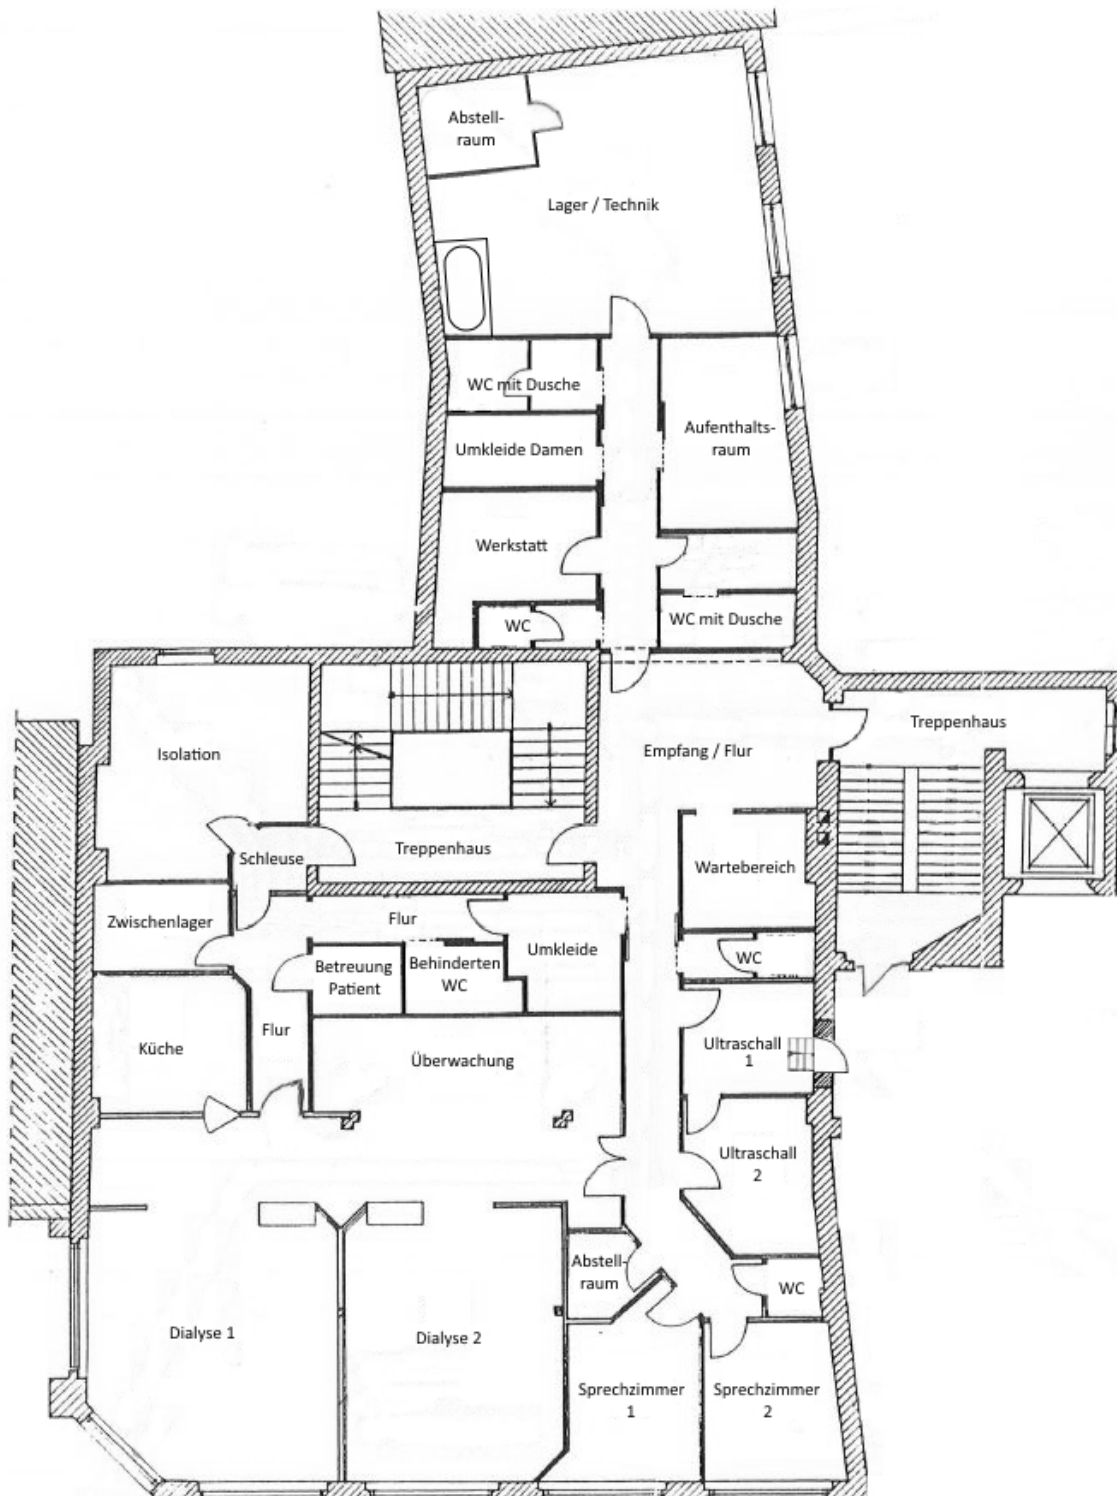 Abstell-
raum
Lager / Technik
WC mit Dusche
Aufenthalts-
raum
Umkleide Damen
Werkstatt
WC
WC mit Dusche
Treppenhaus
Isolation
Empfang / Flur
Schleuse
Treppenhaus
Wartebereich
Zwischenlager
Flur
Umkleide
WC
Betreuung
Patient
Behinderten
WC
Küche
Flur
Überwachung
Ultraschall
1
Ultraschall
2
Abstell-
raum
WC
Dialyse 1
Dialyse 2
Sprechzimmer
1
Sprechzimmer
2